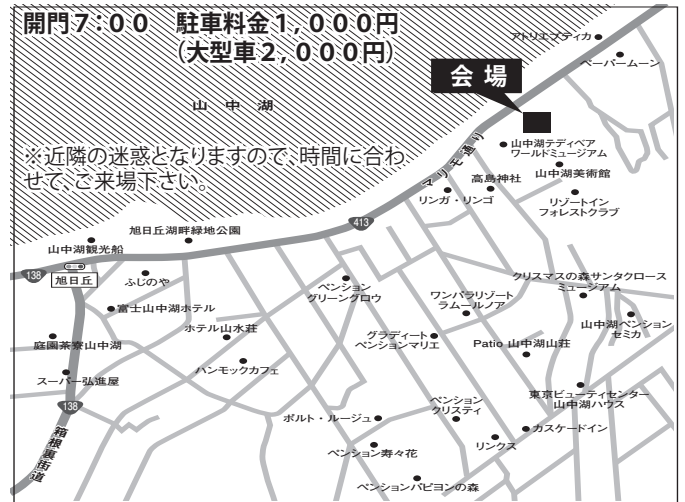 開門7：00　駐車料金1,000円
（大型車2,000円）
山　中　湖
※近隣の迷惑となりますので、時間に合わ
せて、ご来場下さい。
会 場
アトリエプティカ
ペーパームーン
マリモ通り
山中湖テディベア
ワールドミュージアム
高島神社
山中湖美術館
リンガ・リンゴ
リゾートイン
フォレストクラブ
413
旭日丘湖畔緑地公園
山中湖観光船
138
旭日丘
ふじのや
富士山中湖ホテル
ペンション
グリーングロウ
クリスマスの森サンタクロース
ミュージアム
ワンパラリゾート
ラムールノア
山中湖ペンション
セミカ
庭園茶寮山中湖
ホテル山水荘
グラディート
ペンションマリエ
Patio 山中湖山荘
ハンモックカフェ
スーパー弘進屋
東京ビューティセンター
山中湖ハウス
138
箱根裏街道
ポルト・ルージュ
ペンション
クリスティ
カスケードイン
リンクス
ペンション寿々花
ペンションパピヨンの森